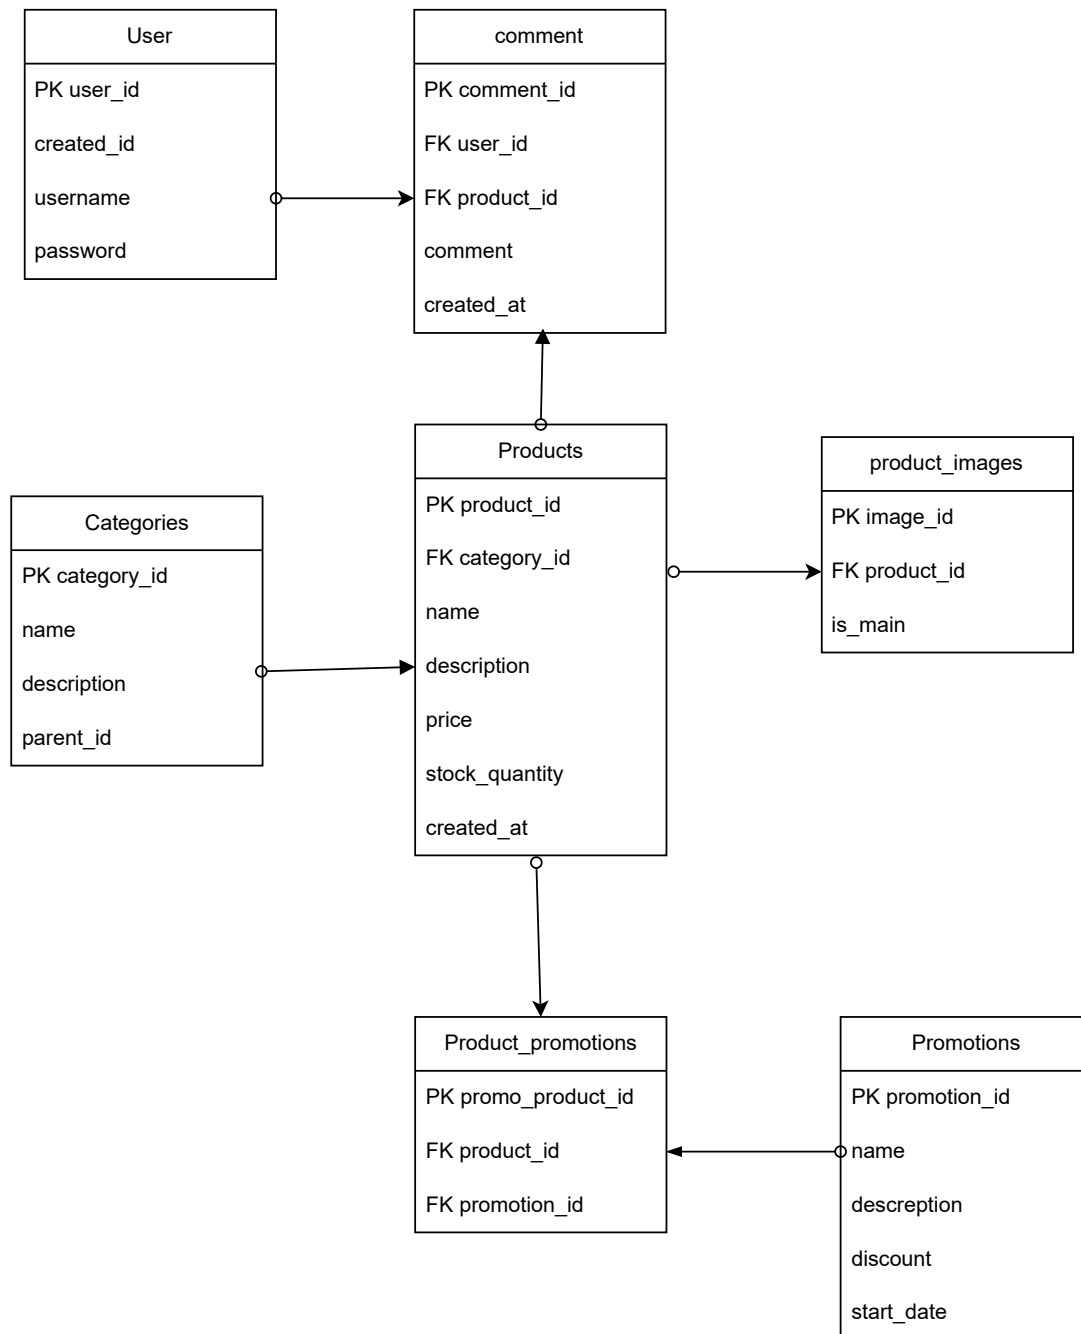 User
PK user_id
created_id
username
password
comment
PK comment_id
FK user_id
FK product_id
comment
created_at
Categories
PK category_id
name
description
parent_id
Products
PK product_id
FK category_id
name
description
price
stock_quantity
created_at
product_images
PK image_id
FK product_id
is_main
Product_promotions
PK promo_product_id
FK product_id
FK promotion_id
Promotions
PK promotion_id
name
descreption
discount
start_date